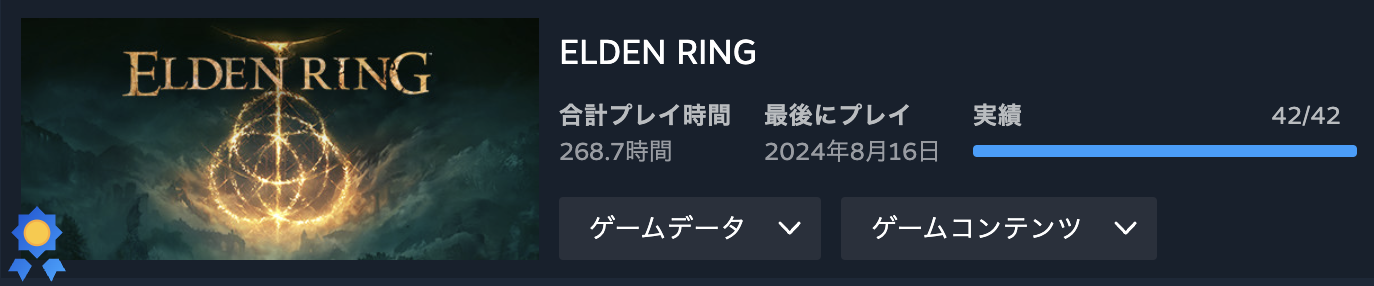 ELDEN RING
ELDEN RING
合計プレイ時間
268.7時間
最後にプレイ
2024年8月16日
実績 42/42
ゲームデータ
ゲームコンテンツ